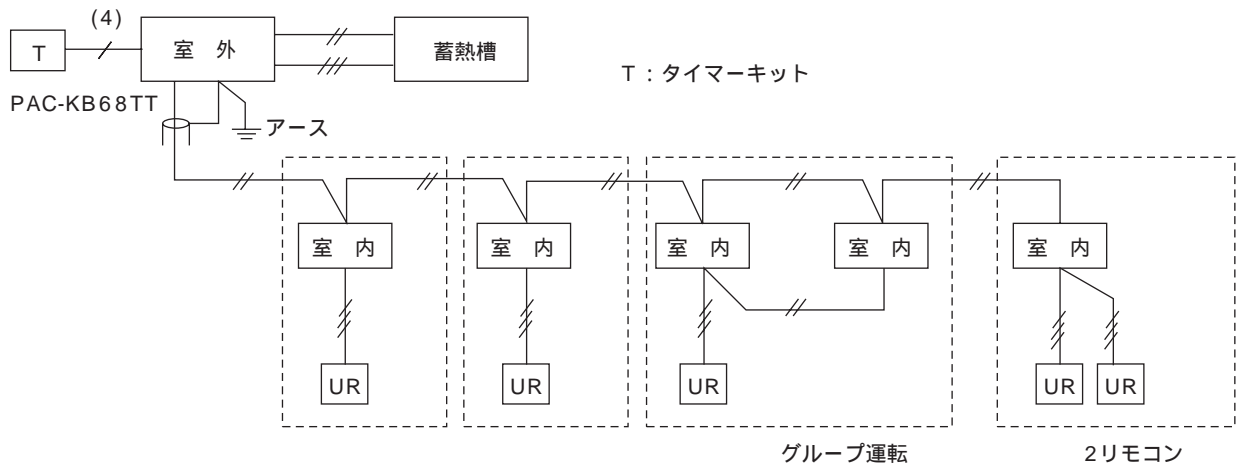 (4)
T
室 外
蓄熱槽
T：タイマーキット
PAC-KB68TT
アース
室 内
室 内
室 内
室 内
室 内
UR
UR
UR
UR
UR
グループ運転
2リモコン